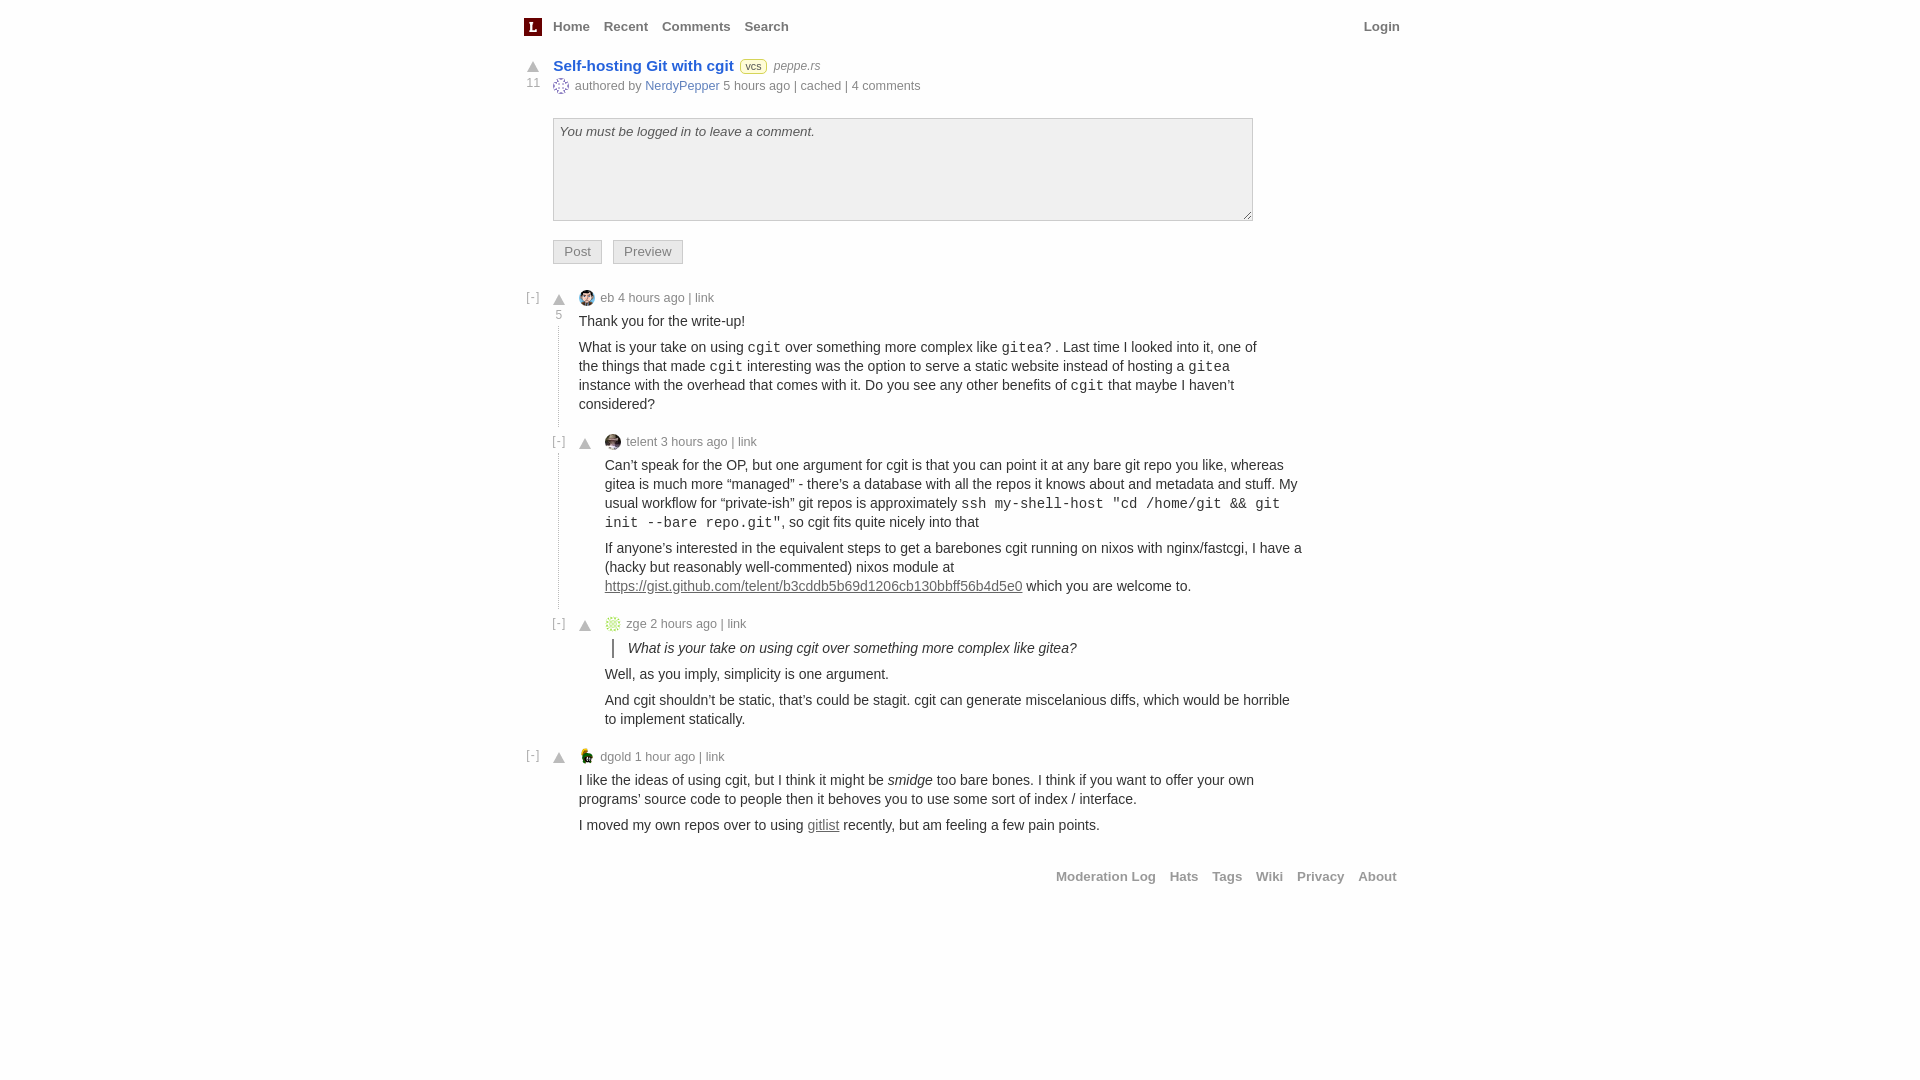 L Home Recent Comments Search Login
Self-hosting Git with cgit vcs peppe.rs
11 authored by NerdyPepper 5 hours ago | cached | 4 comments
You must be logged in to leave a comment.
Post Preview
[-] eb 4 hours ago | link
5
Thank you for the write-up!
What is your take on using cgit over something more complex like gitea? . Last time I looked into it, one of
the things that made cgit interesting was the option to serve a static website instead of hosting a gitea
instance with the overhead that comes with it. Do you see any other benefits of cgit that maybe I haven’t
considered?
[-] telent 3 hours ago | link
Can’t speak for the OP, but one argument for cgit is that you can point it at any bare git repo you like, whereas
gitea is much more “managed” - there’s a database with all the repos it knows about and metadata and stuff. My
usual workflow for “private-ish” git repos is approximately ssh my-shell-host "cd /home/git && git
init --bare repo.git", so cgit fits quite nicely into that
If anyone’s interested in the equivalent steps to get a barebones cgit running on nixos with nginx/fastcgi, I have a
(hacky but reasonably well-commented) nixos module at
https://gist.github.com/telent/b3cddb5b69d1206cb130bbff56b4d5e0 which you are welcome to.
[-] zge 2 hours ago | link
What is your take on using cgit over something more complex like gitea?
Well, as you imply, simplicity is one argument.
And cgit shouldn’t be static, that’s could be stagit. cgit can generate miscelanious diffs, which would be horrible
to implement statically.
[-] dgold 1 hour ago | link
I like the ideas of using cgit, but I think it might be smidge too bare bones. I think if you want to offer your own
programs’ source code to people then it behoves you to use some sort of index / interface.
I moved my own repos over to using gitlist recently, but am feeling a few pain points.
Moderation Log Hats Tags Wiki Privacy About